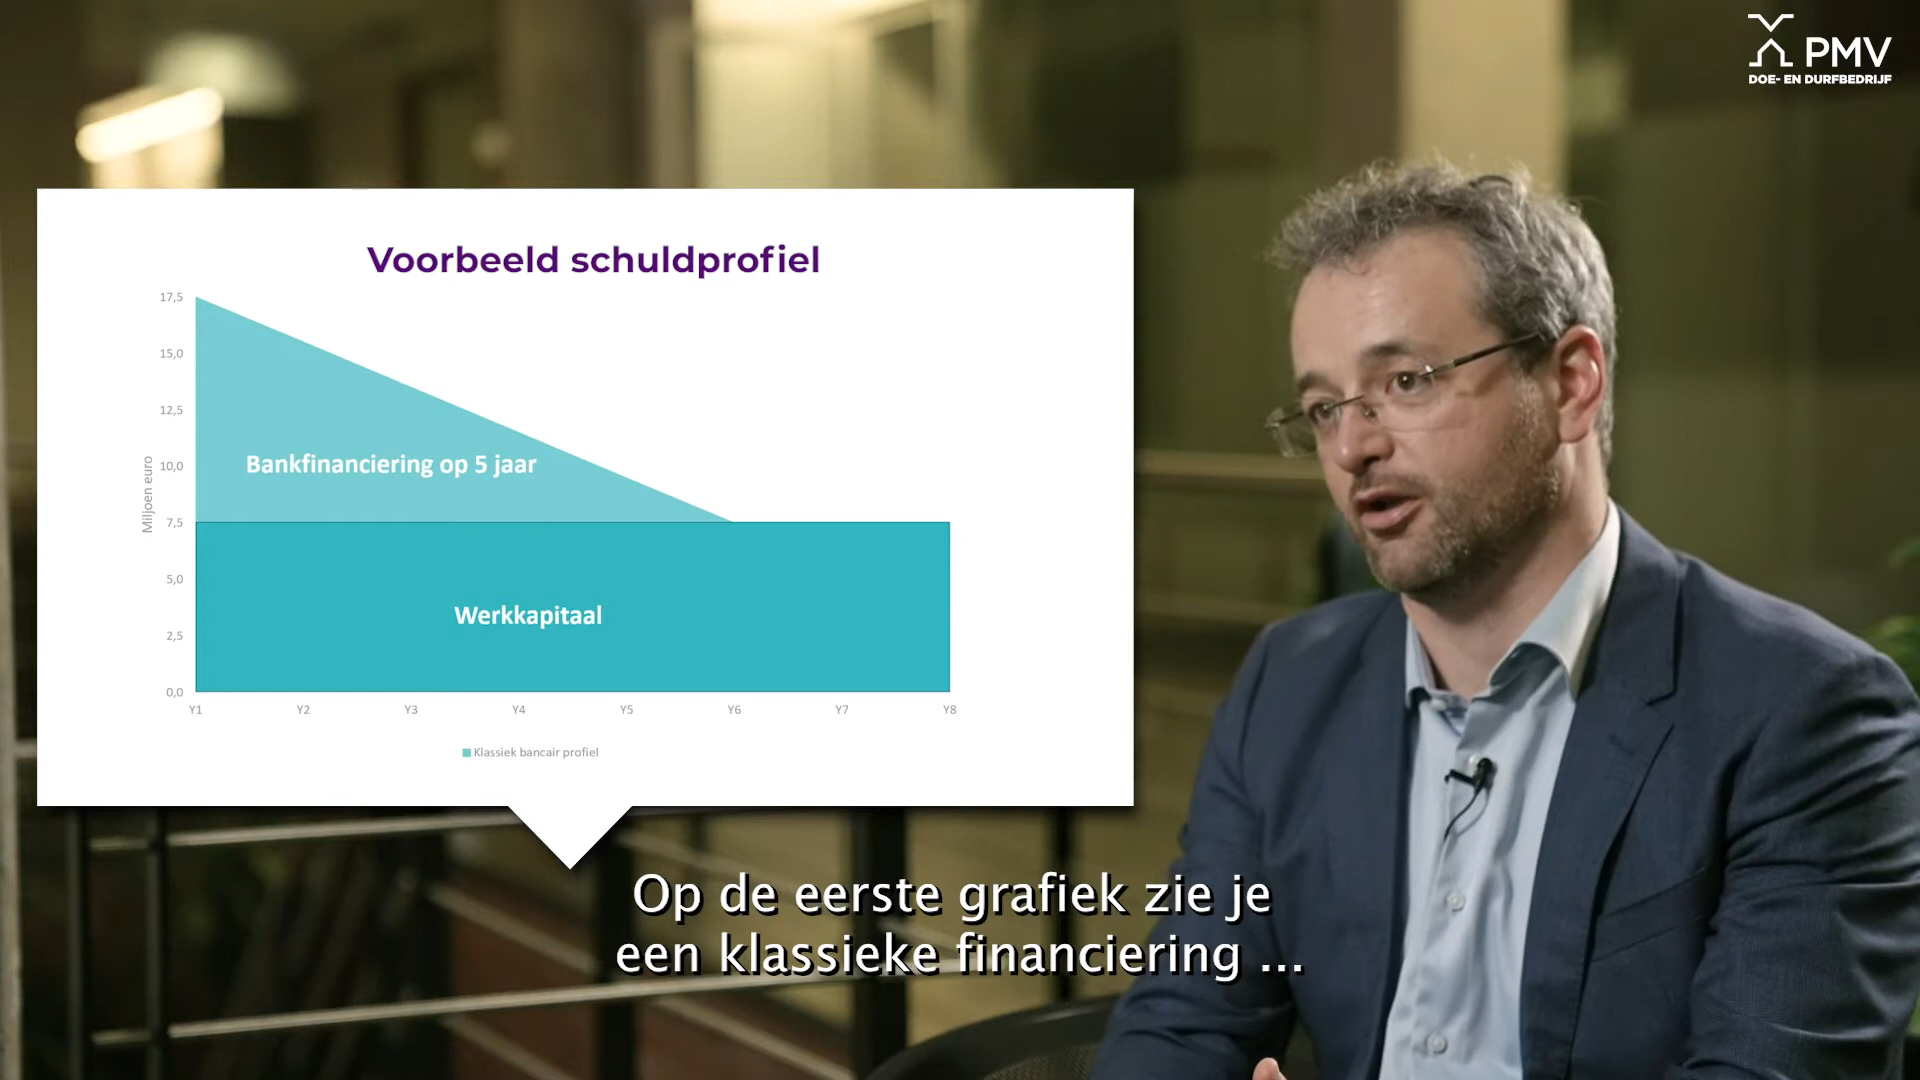 PMV
DOE- EN DURFBEDRIJF
Voorbeeld schuldprofiel
17,5
15,0
12,5
10,0
7,5
5,0
2,5
0,0
Miljoen euro
Bankfinanciering op 5 jaar
Werkkapitaal
Y1 Y2 Y3 Y4 Y5 Y6 Y7 Y8
Klassiek bancair profiel
Op de eerste grafiek zie je
een klassieke financiering ...